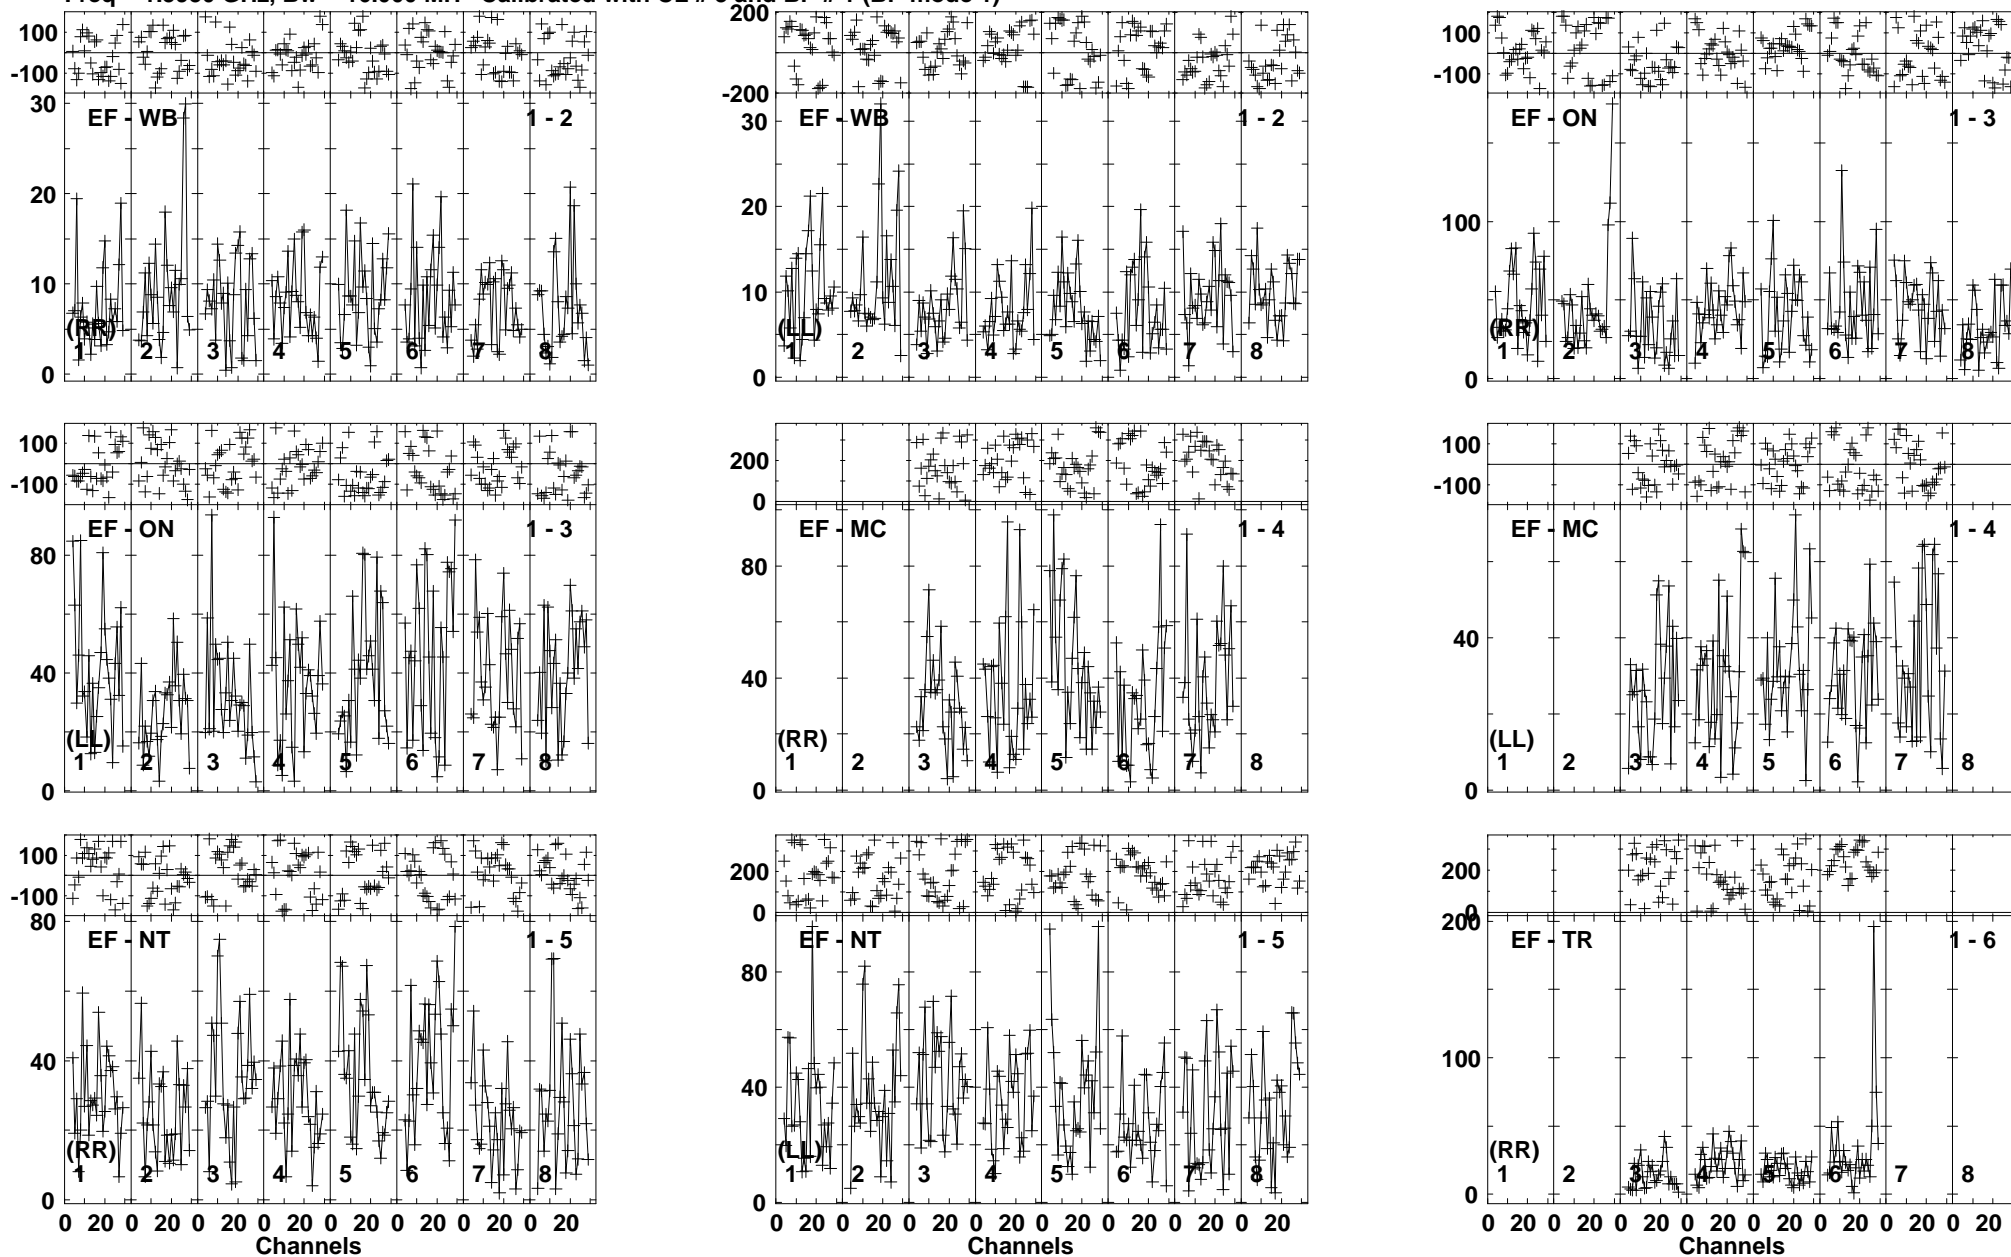 100 -100 200 -200 100 -100
EF - WB 1 - 2 EF - WB 1 - 2 EF - ON 1 - 3
30 20 10 0 30 20 10 0 100 0
(RR) (LL) (RR)
1 2 3 4 5 6 7 8 1 2 3 4 5 6 7 8 1 2 3 4 5 6 7 8
100 -100 200 0 100 -100
EF - ON 1 - 3 EF - MC 1 - 4 EF - MC 1 - 4
80 40 0 80 40 0 40 0
(LL) (RR) (LL)
1 2 3 4 5 6 7 8 1 2 3 4 5 6 7 8 1 2 3 4 5 6 7 8
100 -100 200 0 200 0
80 200
EF - NT 1 - 5 EF - NT 1 - 5 EF - TR 1 - 6
40 0 80 40 0 100 0
(RR) (LL) (RR)
1 2 3 4 5 6 7 8 1 2 3 4 5 6 7 8 1 2 3 4 5 6 7 8
0 20 0 20 0 20 0 20 0 20 0 20 0 20 0 20 0 20 0 20 0 20 0 20 0 20 0 20 0 20 0 20 0 20 0 20 0 20 0 20 0 20 0 20 0 20 0 20
Channels Channels Channels